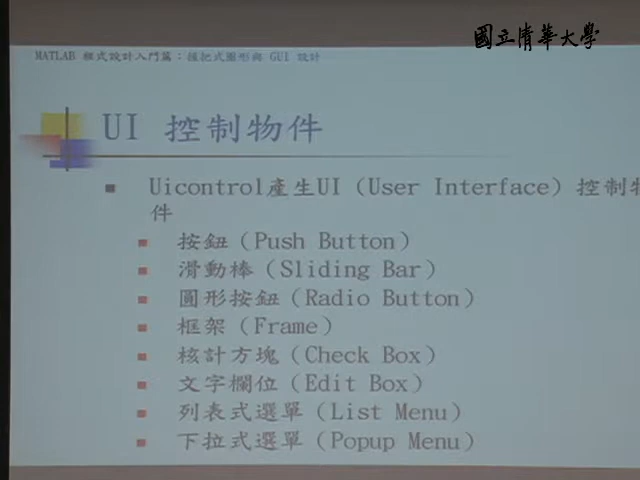 國立清華大學
MATLAB 程式設計入門篇：握把式圖形與 GUI 設計
UI 控制物件
Uicontrol產生UI（User Interface）控制物
件
按鈕（Push Button）
滑動棒（Sliding Bar）
圓形按鈕（Radio Button）
框架（Frame）
核計方塊（Check Box）
文字欄位（Edit Box）
列表式選單（List Menu）
下拉式選單（Popup Menu）